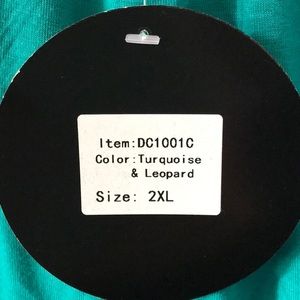 Item:DC1001C
Color:Turquoise
& Leopard
Size: 2XL